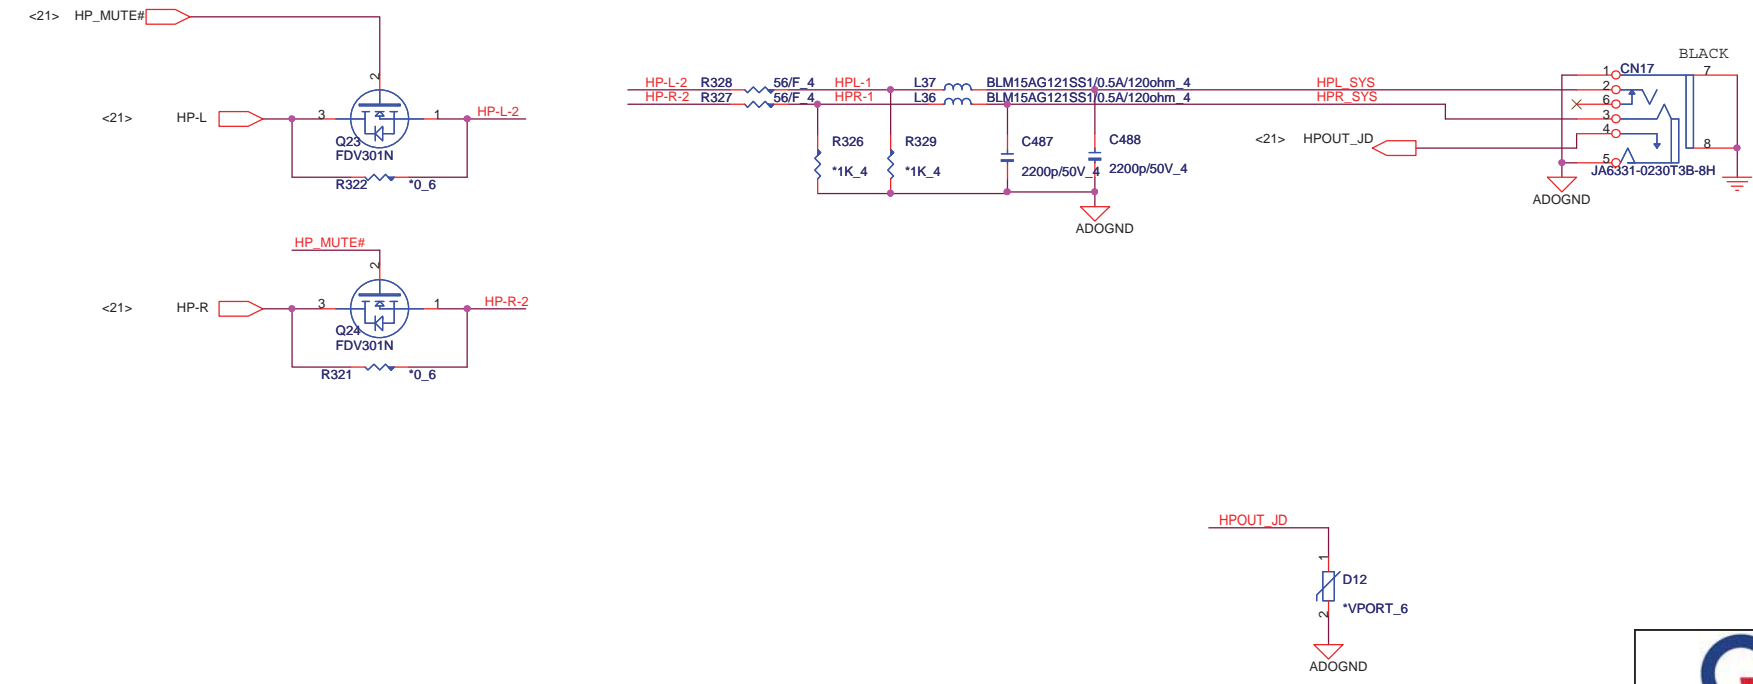 <21> HP_MUTE#
2
<21> HP-L 3 1 HP-L-2
Q23
FDV301N
R322 *0_6
HP_MUTE#
2
<21> HP-R 3 1 HP-R-2
Q24
FDV301N
R321 *0_6
HP-L-2 R328 56/F_4 HPL-1 L37 BLM15AG121SS1/0.5A/120ohm_4 HPL_SYS
HP-R-2 R327 56/F_4 HPR-1 L36 BLM15AG121SS1/0.5A/120ohm_4 HPR_SYS
R326
*1K_4
R329
*1K_4
C487
2200p/50V_4
C488
2200p/50V_4
ADOGND
<21> HPOUT_JD
BLACK
CN17
1
2
6
3
4
5
7
8
JA6331-0230T3B-8H
ADOGND
HPOUT_JD
1
D12
*VPORT_6
2
ADOGND